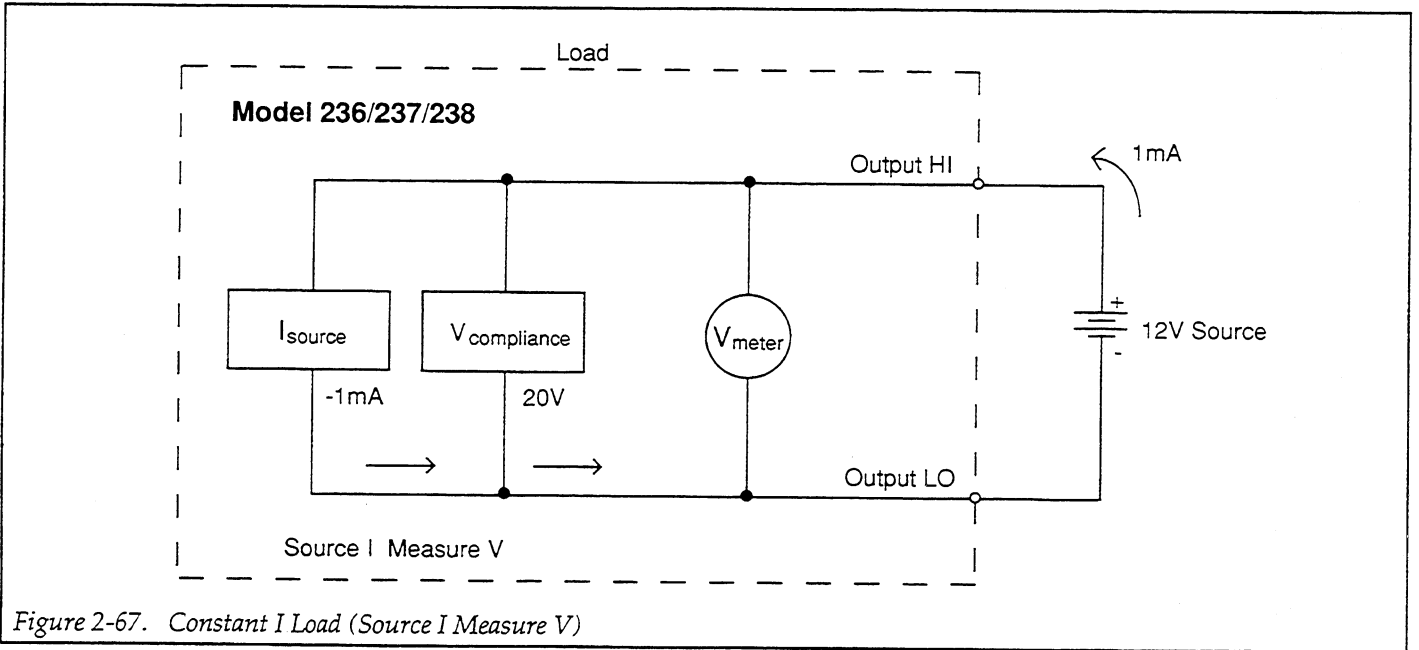 Load
Model 236/237/238
Output HI
1mA
Isource
-1mA
Vcompliance
20V
Vmeter
+
12V Source
-
Output LO
Source I Measure V
Figure 2-67. Constant I Load (Source I Measure V)